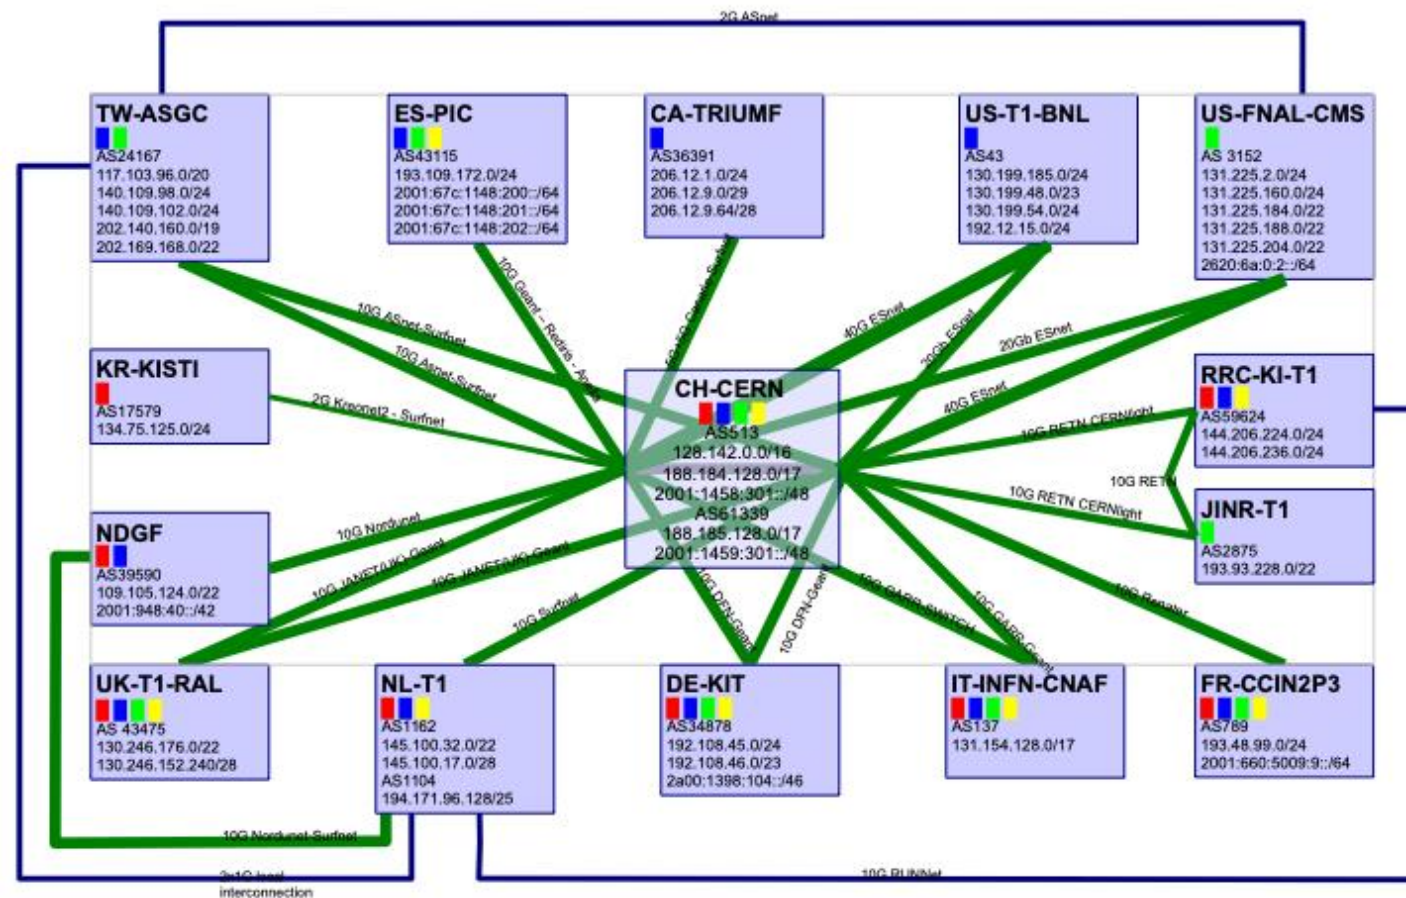 2G ASnet
TW-ASGC
AS24167
117.103.96.0/20
140.109.98.0/24
140.109.102.0/24
202.140.160.0/19
202.169.168.0/22
ES-PIC
AS43115
193.109.172.0/24
2001:67c:1148:200::/64
2001:67c:1148:201::/64
2001:67c:1148:202::/64
CA-TRIUMF
AS36391
206.12.1.0/24
206.12.9.0/29
206.12.9.64/28
US-T1-BNL
AS43
130.199.185.0/24
130.199.48.0/23
130.199.54.0/24
192.12.15.0/24
US-FNAL-CMS
AS 3152
131.225.2.0/24
131.225.160.0/24
131.225.184.0/22
131.225.188.0/22
131.225.204.0/22
2620:6a:0:2::/64
10G ASnet-Surfnet
10G Asnet-Surfnet
10G Geant – Rediris -
40G ESnet
20Gb ESnet
20Gb ESnet
40G ESnet
KR-KISTI
AS17579
134.75.125.0/24
2G Kreonet2 - Surfnet
CH-CERN
AS513
128.142.0.0/16
188.184.128.0/17
2001:1458:301::/48
AS61339
188.185.128.0/17
2001:1459:301::/48
RRC-KI-T1
AS59624
144.206.224.0/24
144.206.236.0/24
10G RETN CERNlight
10G RETN
10G RETN CERNlight
JINR-T1
AS2875
193.93.228.0/22
NDGF
AS39590
109.105.124.0/22
2001:948:40::/42
10G Nordunet
10G JANET(UK)-Geant
10G JANET(UK)-Geant
10G Surfnet
10G DFN-Geant
10G DFN-Geant
10G GARR-SWITCH
10G GARR-Geant
10G Renater
UK-T1-RAL
AS 43475
130.246.176.0/22
130.246.152.240/28
NL-T1
AS1162
145.100.32.0/22
145.100.17.0/28
AS1104
194.171.96.128/25
DE-KIT
AS34878
192.108.45.0/24
192.108.46.0/23
2a00:1398:104::/46
IT-INFN-CNAF
AS137
131.154.128.0/17
FR-CCIN2P3
AS789
193.48.99.0/24
2001:660:5009:9::/64
10G Nordunet-Surfnet
interconnection
10G RUNNet